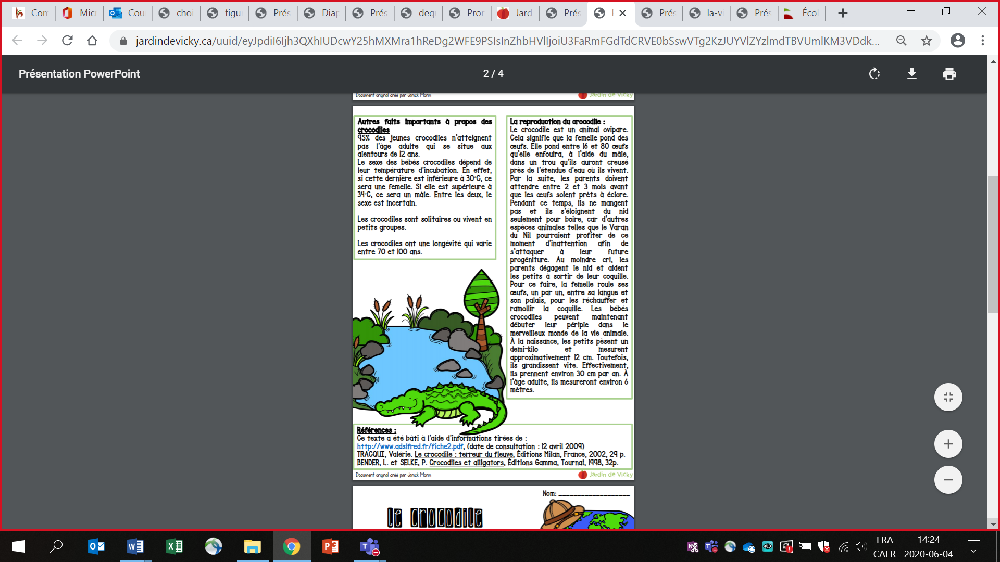 Con
Micr
Cou
choi
figu
Prés
Diap
Prés
deq
Pror
Jard
Prés
Prés
la-vi
Prés
Écol
jardindevicky.ca/uuid/
Présentation PowerPoint
2 / 4
Document original créé par Janick Morin
Jardin de Vicky
Autres faits importants à propos des
crocodiles
95% des jeunes crocodiles n'atteignent
pas l'âge adulte qui se situe aux
alentours de 12 ans.
Le sexe des bébés crocodiles dépend de
leur température d'incubation. En effet,
si cette dernière est inférieure à 30°C, ce
sera une femelle. Si elle est supérieure à
34°C, ce sera un mâle. Entre les deux, le
sexe est incertain.
Les crocodiles sont solitaires ou vivent en
petits groupes.
Les crocodiles ont une longévité qui varie
entre 70 et 100 ans.
La reproduction du crocodile :
Le crocodile est un animal ovipare.
Cela signifie que la femelle pond des
œufs. Elle pond entre 16 et 80 œufs
qu'elle enfouira, à l'aide du mâle,
dans un trou qu'ils auront creusé
près de l'étendue d'eau où ils vivent.
Par la suite, les parents doivent
attendre entre 2 et 3 mois avant
que les œufs soient prêts à éclore.
Pendant ce temps, ils ne mangent
pas et ils s'éloignent du nid
seulement pour boire, car d'autres
espèces animales telles que le Varan
du Nil pourraient profiter de ce
moment d'inattention afin de
s'attaquer à leur future
progéniture. Au moindre cri, les
parents dégagent le nid et aident
les petits à sortir de leur coquille.
Pour ce faire, la femelle roule ses
œufs, un par un, entre sa langue et
son palais, pour les réchauffer et
ramollir la coquille. Les bébés
crocodiles peuvent maintenant
débuter leur périple dans le
merveilleux monde de la vie animale.
À la naissance, les petits pèsent un
demi-kilo et mesurent
approximativement 12 cm. Toutefois,
ils grandissent vite. Effectivement,
ils prennent environ 30 cm par an. À
l'âge adulte, ils mesureront environ 6
mètres.
Références :
Ce texte a été bâti à l'aide d'informations tirées de :
http://www.adslfred.fr/fiche2.pdf, (date de consultation : 12 avril 2009)
TRACQUI, Valérie. Le crocodile : terreur du fleuve, Éditions Milan, France, 2002, 29 p.
BENDER, L. et SELKE, P. Crocodiles et alligators, Éditions Gamma, Tournai, 1998, 32p.
Document original créé par Janick Morin
Jardin de Vicky
Nom: ____________________
le crocodile
FRA
CAFR
14:24
2020-06-04